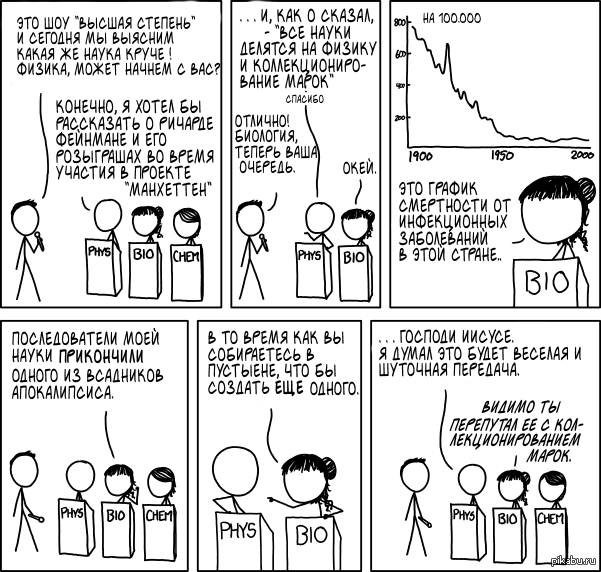 ЭТО ШОУ "ВЫСШАЯ СТЕПЕНЬ"
И СЕГОДНЯ МЫ ВЫЯСНИМ
КАКАЯ ЖЕ НАУКА КРУЧЕ!
ФИЗИКА, МОЖЕТ НАЧНЕМ С ВАС?
КОНЕЧНО, Я ХОТЕЛ БЫ
РАССКАЗАТЬ О РИЧАРДЕ
ФЕЙНМАНЕ И ЕГО
РОЗЫГРАШАХ ВО ВРЕМЯ
УЧАСТИЯ В ПРОЕКТЕ
"МАНХЕТТЕН"
PHYS
BIO
CHEM
...И, КАК О СКАЗАЛ,
- "ВСЕ НАУКИ
ДЕЛЯТСЯ НА ФИЗИКУ
И КОЛЛЕКЦИОНИРО-
ВАНИЕ МАРОК"
СПАСИБО
ОТЛИЧНО!
БИОЛОГИЯ,
ТЕПЕРЬ ВАША
ОЧЕРЕДЬ.
ОКЕЙ.
PHYS
BIO
НА 100.000
800
600
400
200
1900
1950
2000
ЭТО ГРАФИК
СМЕРТНОСТИ ОТ
ИНФЕКЦИОННЫХ
ЗАБОЛЕВАНИЙ
В ЭТОЙ СТРАНЕ..
BIO
ПОСЛЕДОВАТЕЛИ МОЕЙ
НАУКИ ПРИКОНЧИЛИ
ОДНОГО ИЗ ВСАДНИКОВ
АПОКАЛИПСИСА.
PHYS
BIO
CHEM
В ТО ВРЕМЯ КАК ВЫ
СОБИРАЕТЕСЬ В
ПУСТЫЕНЕ, ЧТО БЫ
СОЗДАТЬ ЕЩЕ ОДНОГО.
PHYS
BIO
...ГОСПОДИ ИИСУСЕ.
Я ДУМАЛ ЭТО БУДЕТ ВЕСЕЛАЯ И
ШУТОЧНАЯ ПЕРЕДАЧА.
ВИДИМО ТЫ
ПЕРЕПУТАЛ ЕЕ С КОЛ-
ЛЕКЦИОНИРОВАНИЕМ
МАРОК.
PHYS
BIO
CHEM
pikabu.ru